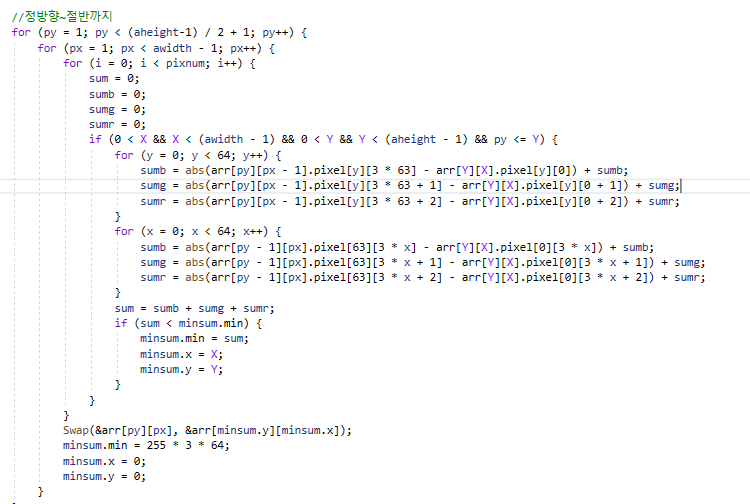 //정방향~절반까지
for (py = 1; py < (aheight-1) / 2 + 1; py++) {
for (px = 1; px < awidth - 1; px++) {
for (i = 0; i < pixnum; i++) {
sum = 0;
sumb = 0;
sumg = 0;
sumr = 0;
if (0 < X && X < (awidth - 1) && 0 < Y && Y < (aheight - 1) && py <= Y) {
for (y = 0; y < 64; y++) {
sumb = abs(arr[py][px - 1].pixel[y][3 * 63] - arr[Y][X].pixel[y][0]) + sumb;
sumg = abs(arr[py][px - 1].pixel[y][3 * 63 + 1] - arr[Y][X].pixel[y][0 + 1]) + sumg;
sumr = abs(arr[py][px - 1].pixel[y][3 * 63 + 2] - arr[Y][X].pixel[y][0 + 2]) + sumr;
}
for (x = 0; x < 64; x++) {
sumb = abs(arr[py - 1][px].pixel[63][3 * x] - arr[Y][X].pixel[0][3 * x]) + sumb;
sumg = abs(arr[py - 1][px].pixel[63][3 * x + 1] - arr[Y][X].pixel[0][3 * x + 1]) + sumg;
sumr = abs(arr[py - 1][px].pixel[63][3 * x + 2] - arr[Y][X].pixel[0][3 * x + 2]) + sumr;
}
sum = sumb + sumg + sumr;
if (sum < minsum.min) {
minsum.min = sum;
minsum.x = X;
minsum.y = Y;
}
}
}
Swap(&arr[py][px], &arr[minsum.y][minsum.x]);
minsum.min = 255 * 3 * 64;
minsum.x = 0;
minsum.y = 0;
}